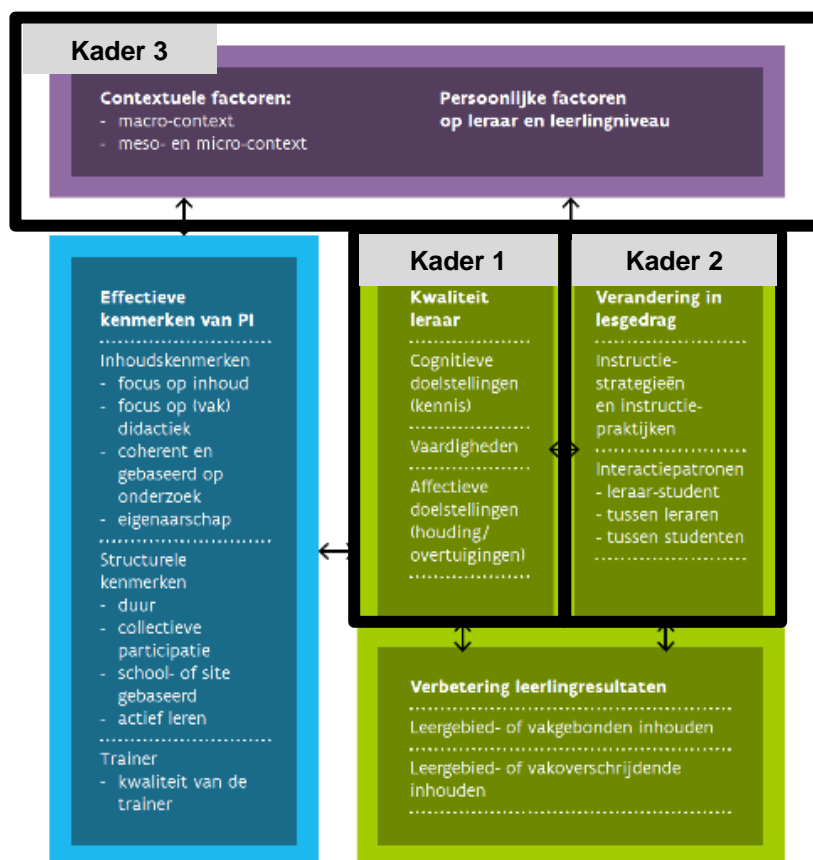 Kader 3
Contextuele factoren:
- macro-context
- meso- en micro-context
Persoonlijke factoren
op leraar en leerlingniveau
Effectieve
kenmerken van PI
Inhoudskenmerken
- focus op inhoud
- focus op (vak)
didactiek
- coherent en
gebaseerd op
onderzoek
- eigenaarschap
Structurele
kenmerken
- duur
- collectieve
participatie
- school- of site
gebaseerd
- actief leren
Trainer
- kwaliteit van de
trainer
Kader 1
Kwaliteit
leraar
Cognitieve
doelstellingen
(kennis)
Vaardigheden
Affectieve
doelstellingen
(houding/
overtuigingen)
Kader 2
Verandering in
lesgedrag
Instructie-
strategieën
en instructie-
praktijken
Interactiepatronen
- leraar-student
- tussen leraren
- tussen studenten
Verbetering leerlingresultaten
Leergebied- of vakgebonden inhouden
Leergebied- of vakoverschrijdende
inhouden